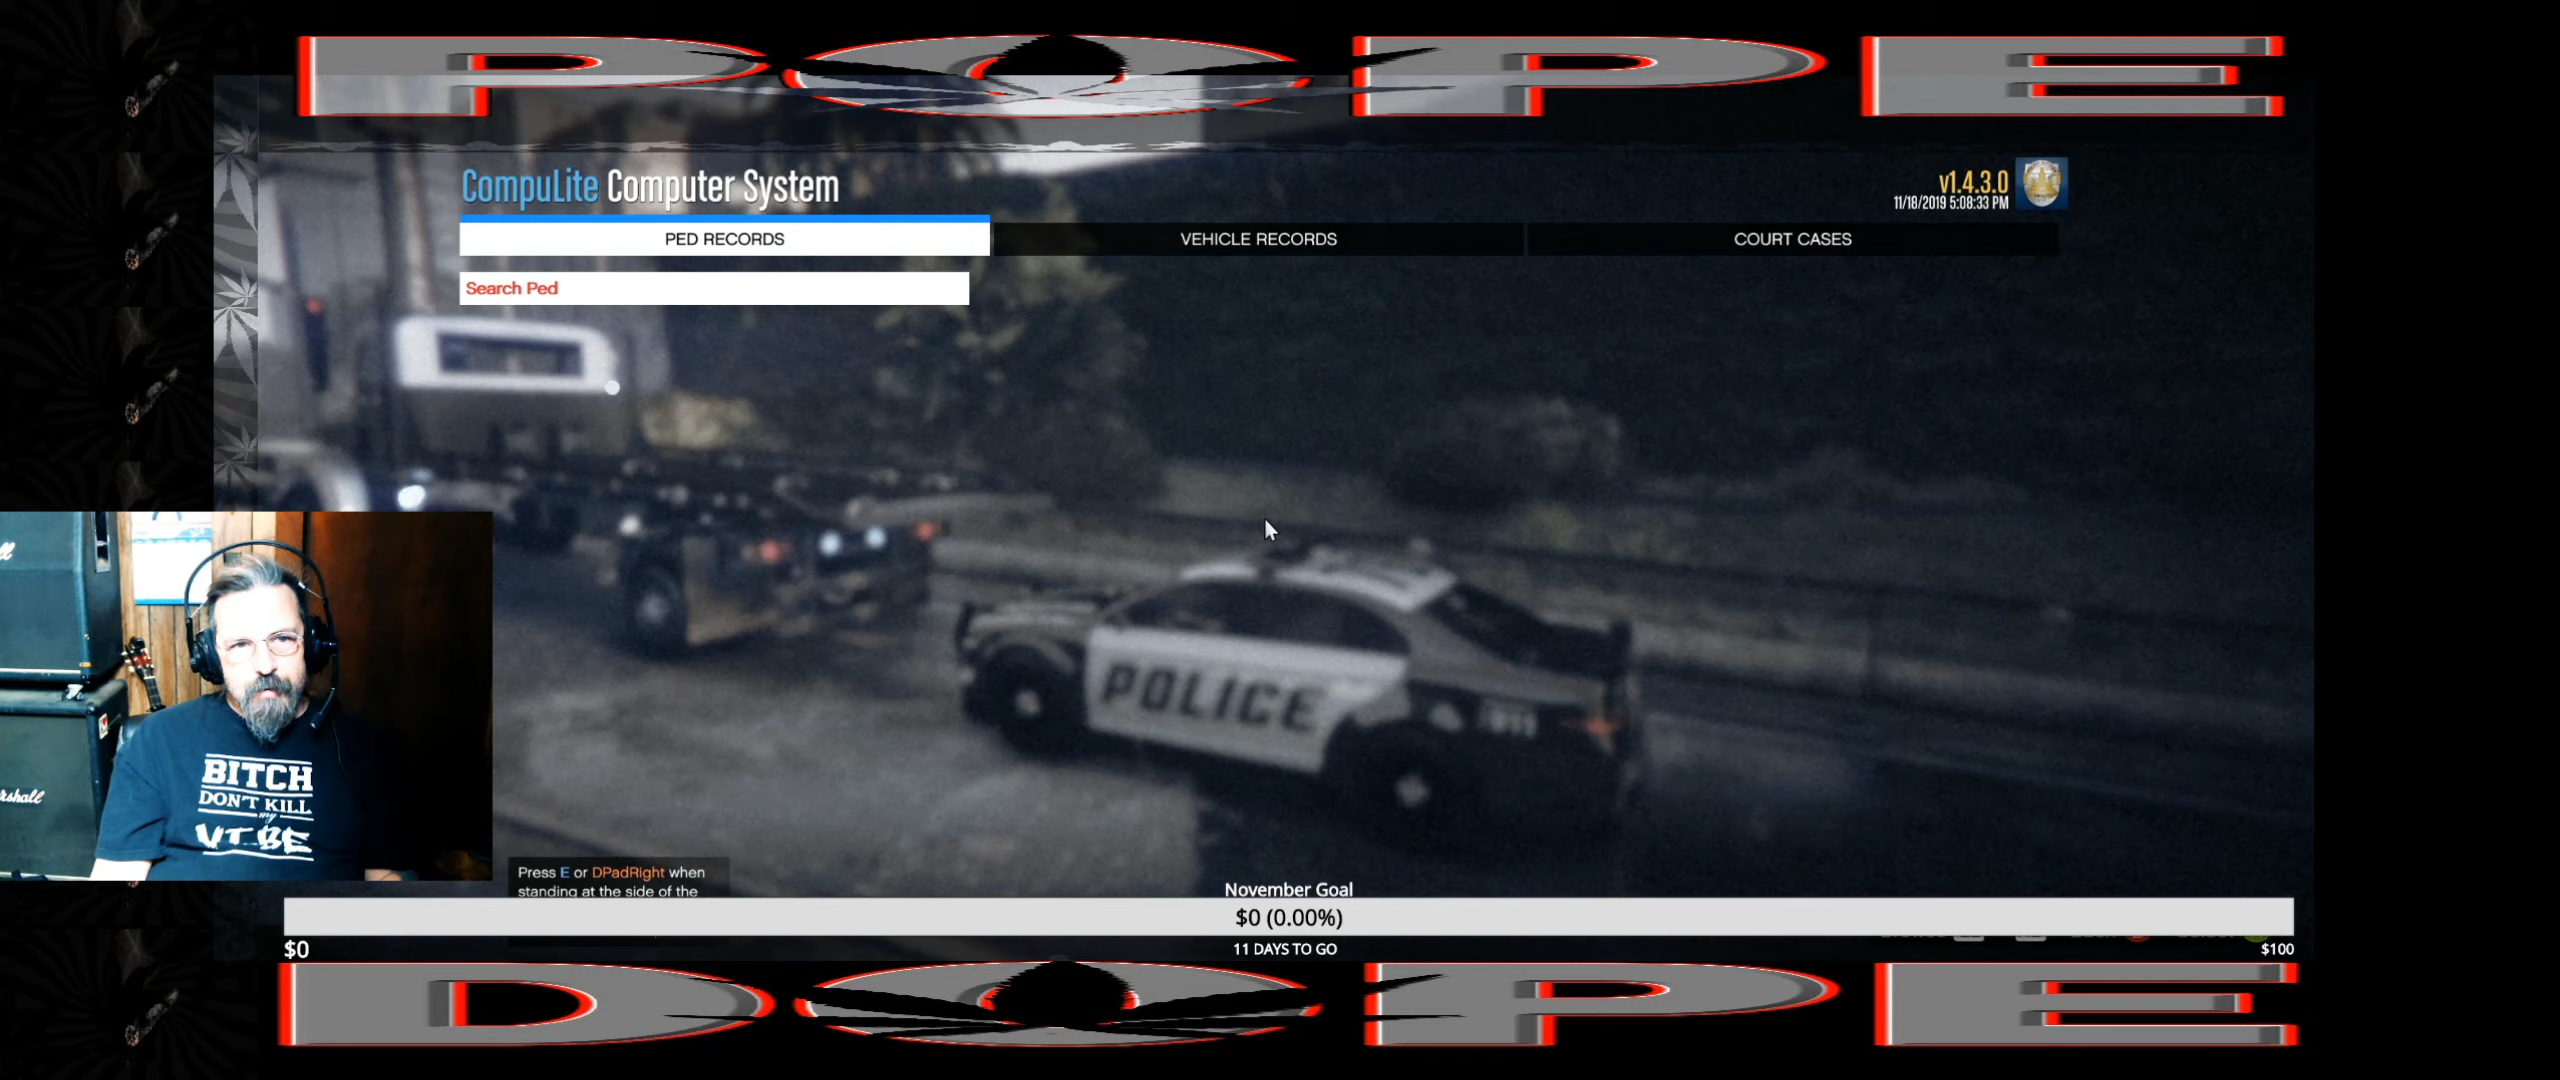 POPE
CompuLite Computer System
v1.4.3.0
11/18/2019 5:08:33 PM
PED RECORDS
VEHICLE RECORDS
COURT CASES
Search Ped
POLICE
911
BITCH
DON'T KILL
my
VIBE
Press E or DPadRight when
standing at the side of the
November Goal
$0 (0.00%)
$0
11 DAYS TO GO
$100
DOPE